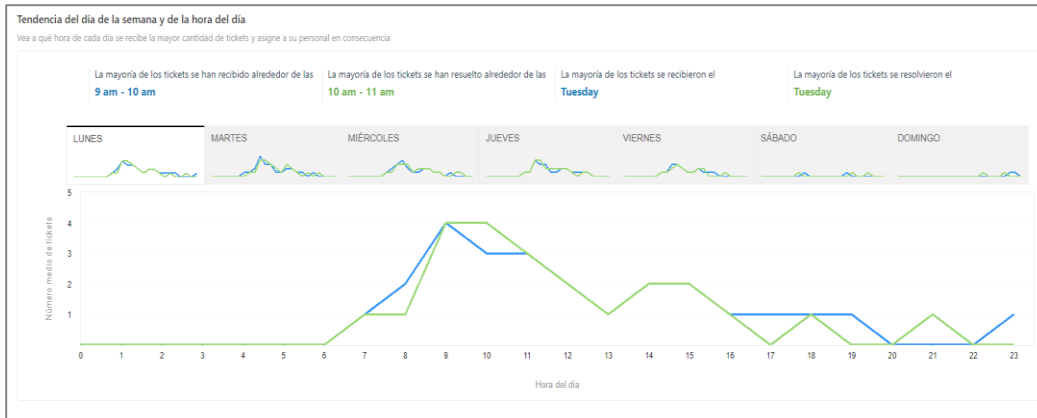 Tendencia del día de la semana y de la hora del día
Vea a qué hora de cada día se recibe la mayor cantidad de tickets y asigne a su personal en consecuencia
La mayoría de los tickets se han recibido alrededor de las
9 am - 10 am
La mayoría de los tickets se han resuelto alrededor de las
10 am - 11 am
La mayoría de los tickets se recibieron el
Tuesday
La mayoría de los tickets se resolvieron el
Tuesday
LUNES
MARTES
MIÉRCOLES
JUEVES
VIERNES
SÁBADO
DOMINGO
Número medio de tickets
5
4
3
2
1
0 1 2 3 4 5 6 7 8 9 10 11 12 13 14 15 16 17 18 19 20 21 22 23
Hora del día